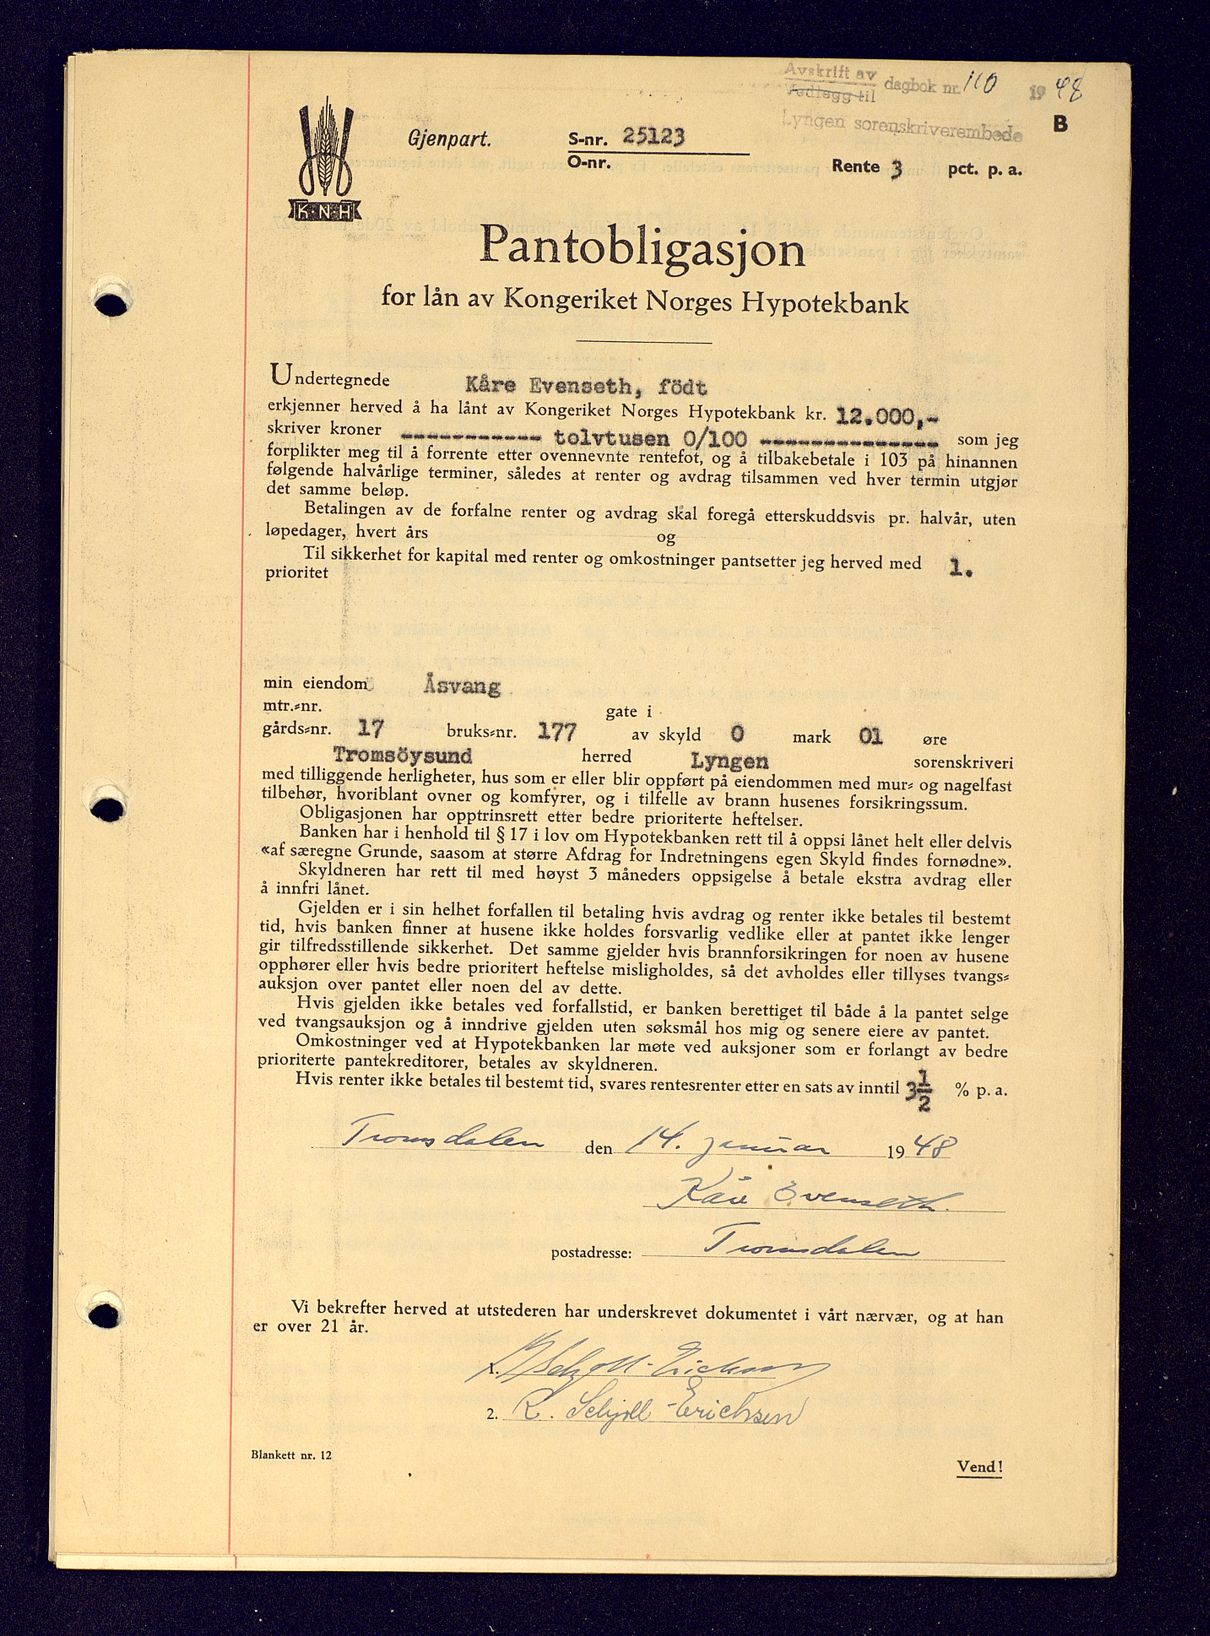 Avskrift av
Vedlegg til
dagbok nr. 110 1948
Lyngen sorenskriverembede
B
K·N·H
Gjenpart.
S-nr. 25123
O-nr.
Rente 3 pct. p. a.
Pantobligasjon
for lån av Kongeriket Norges Hypotekbank
Undertegnede Kåre Evenseth, födt
erkjenner herved å ha lånt av Kongeriket Norges Hypotekbank kr. 12.000,-
skriver kroner ----------- tolvtusen 0/100 -------------- som jeg
forplikter meg til å forrente etter ovennevnte rentefot, og å tilbakebetale i 103 på hinannen
følgende halvårlige terminer, således at renter og avdrag tilsammen ved hver termin utgjør
det samme beløp.
Betalingen av de forfalne renter og avdrag skal foregå etterskuddsvis pr. halvår, uten
løpedager, hvert års og
Til sikkerhet for kapital med renter og omkostninger pantsetter jeg herved med 1.
prioritet
min eiendom Åsvang
mtr.-nr. gate i
gårds-nr. 17 bruks-nr. 177 av skyld 0 mark 01 øre
Tromsöysund herred Lyngen sorenskriveri
med tilliggende herligheter, hus som er eller blir oppført på eiendommen med mur- og nagelfast
tilbehør, hvoriblant ovner og komfyrer, og i tilfelle av brann husenes forsikringssum.
Obligasjonen har opptrinsrett etter bedre prioriterte heftelser.
Banken har i henhold til § 17 i lov om Hypotekbanken rett til å oppsi lånet helt eller delvis
«af særegne Grunde, saasom at større Afdrag for Indretningens egen Skyld findes fornødne».
Skyldneren har rett til med høyst 3 måneders oppsigelse å betale ekstra avdrag eller
å innfri lånet.
Gjelden er i sin helhet forfallen til betaling hvis avdrag og renter ikke betales til bestemt
tid, hvis banken finner at husene ikke holdes forsvarlig vedlike eller at pantet ikke lenger
gir tilfredsstillende sikkerhet. Det samme gjelder hvis brannforsikringen for noen av husene
opphører eller hvis bedre prioritert heftelse misligholdes, så det avholdes eller tillyses tvangs-
auksjon over pantet eller noen del av dette.
Hvis gjelden ikke betales ved forfallstid, er banken berettiget til både å la pantet selge
ved tvangsauksjon og å inndrive gjelden uten søksmål hos mig og senere eiere av pantet.
Omkostninger ved at Hypotekbanken lar møte ved auksjoner som er forlangt av bedre
prioriterte pantekreditorer, betales av skyldneren.
Hvis renter ikke betales til bestemt tid, svares rentesrenter etter en sats av inntil 3½ % p. a.
Tromsdalen den 14. januar 1948
Kåre Evenseth.
postadresse: Tromsdalen
Vi bekrefter herved at utstederen har underskrevet dokumentet i vårt nærvær, og at han
er over 21 år.
1. Schjöll-Erichsen
2. R. Schjöll-Erichsen
Blankett nr. 12
Vend!